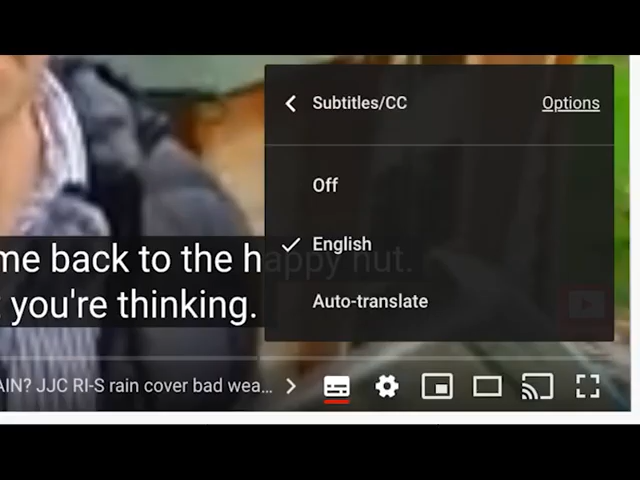 Subtitles/CC
Options
Off
English
Auto-translate
me back to the happy hut.
you're thinking.
AIN? JJC RI-S rain cover bad wea...